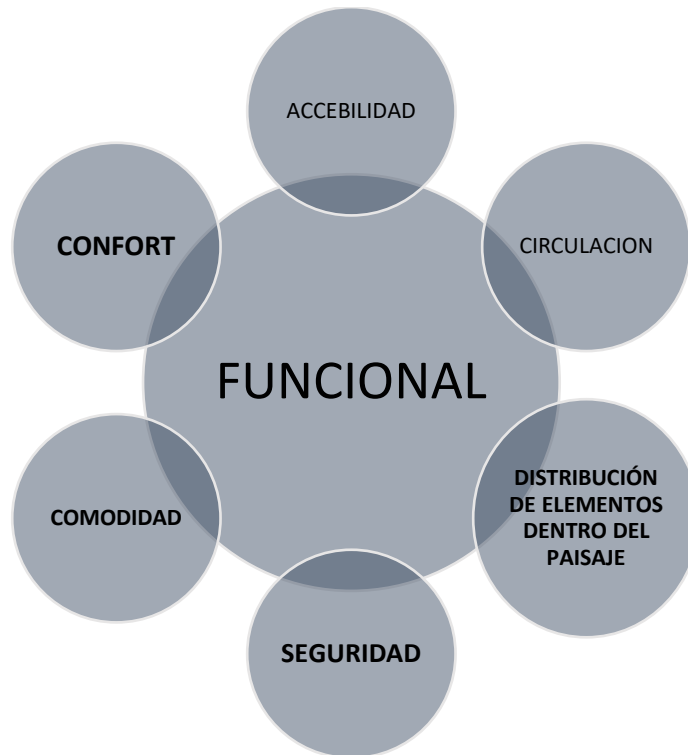 ACCEBILIDAD
CONFORT
CIRCULACION
FUNCIONAL
COMODIDAD
DISTRIBUCIÓN
DE ELEMENTOS
DENTRO DEL
PAISAJE
SEGURIDAD